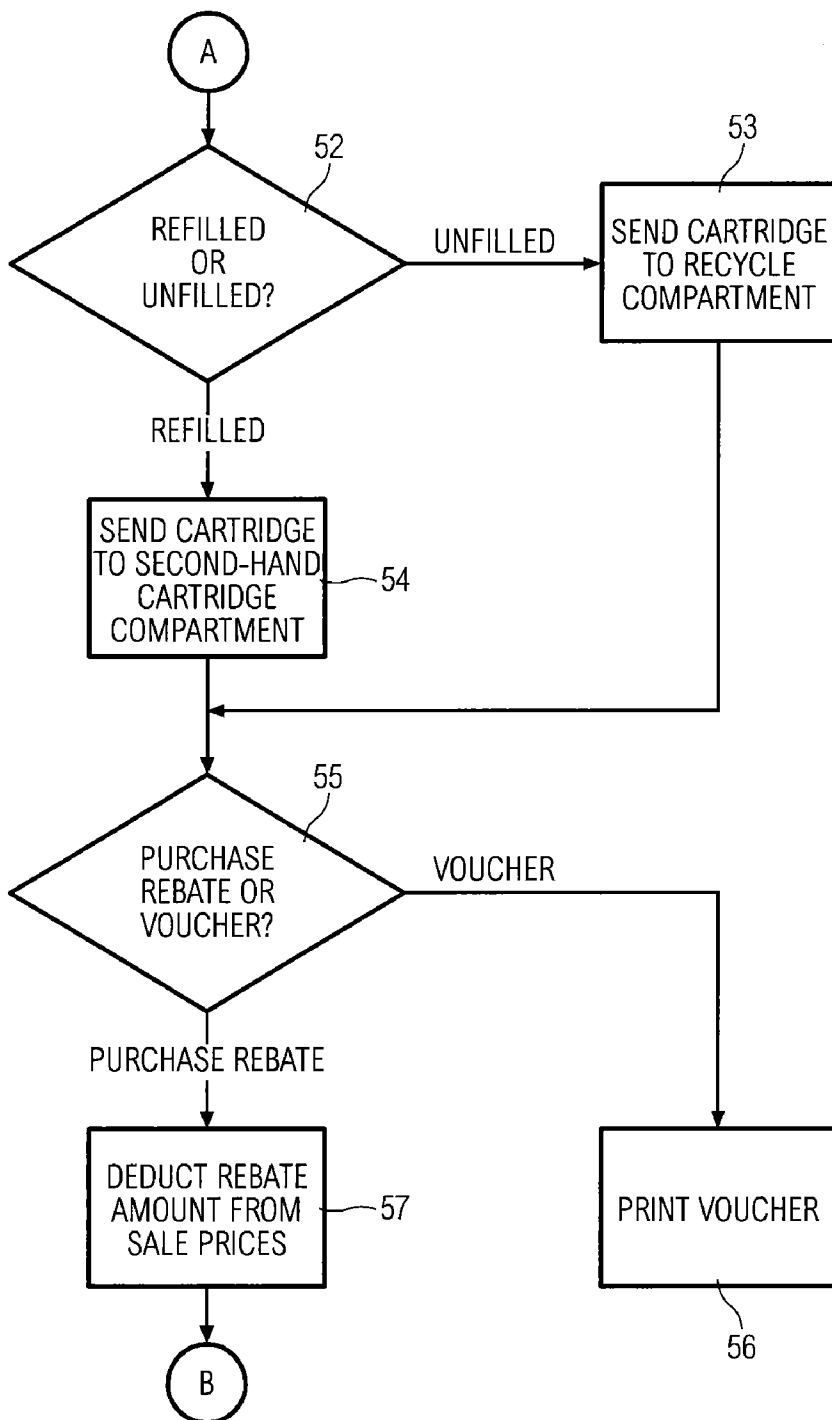 A
52
REFILLED
OR
UNFILLED?
UNFILLED
53
SEND CARTRIDGE
TO RECYCLE
COMPARTMENT
REFILLED
SEND CARTRIDGE
TO SECOND-HAND
CARTRIDGE
COMPARTMENT
54
55
PURCHASE
REBATE OR
VOUCHER?
VOUCHER
PURCHASE REBATE
DEDUCT REBATE
AMOUNT FROM
SALE PRICES
57
PRINT VOUCHER
56
B